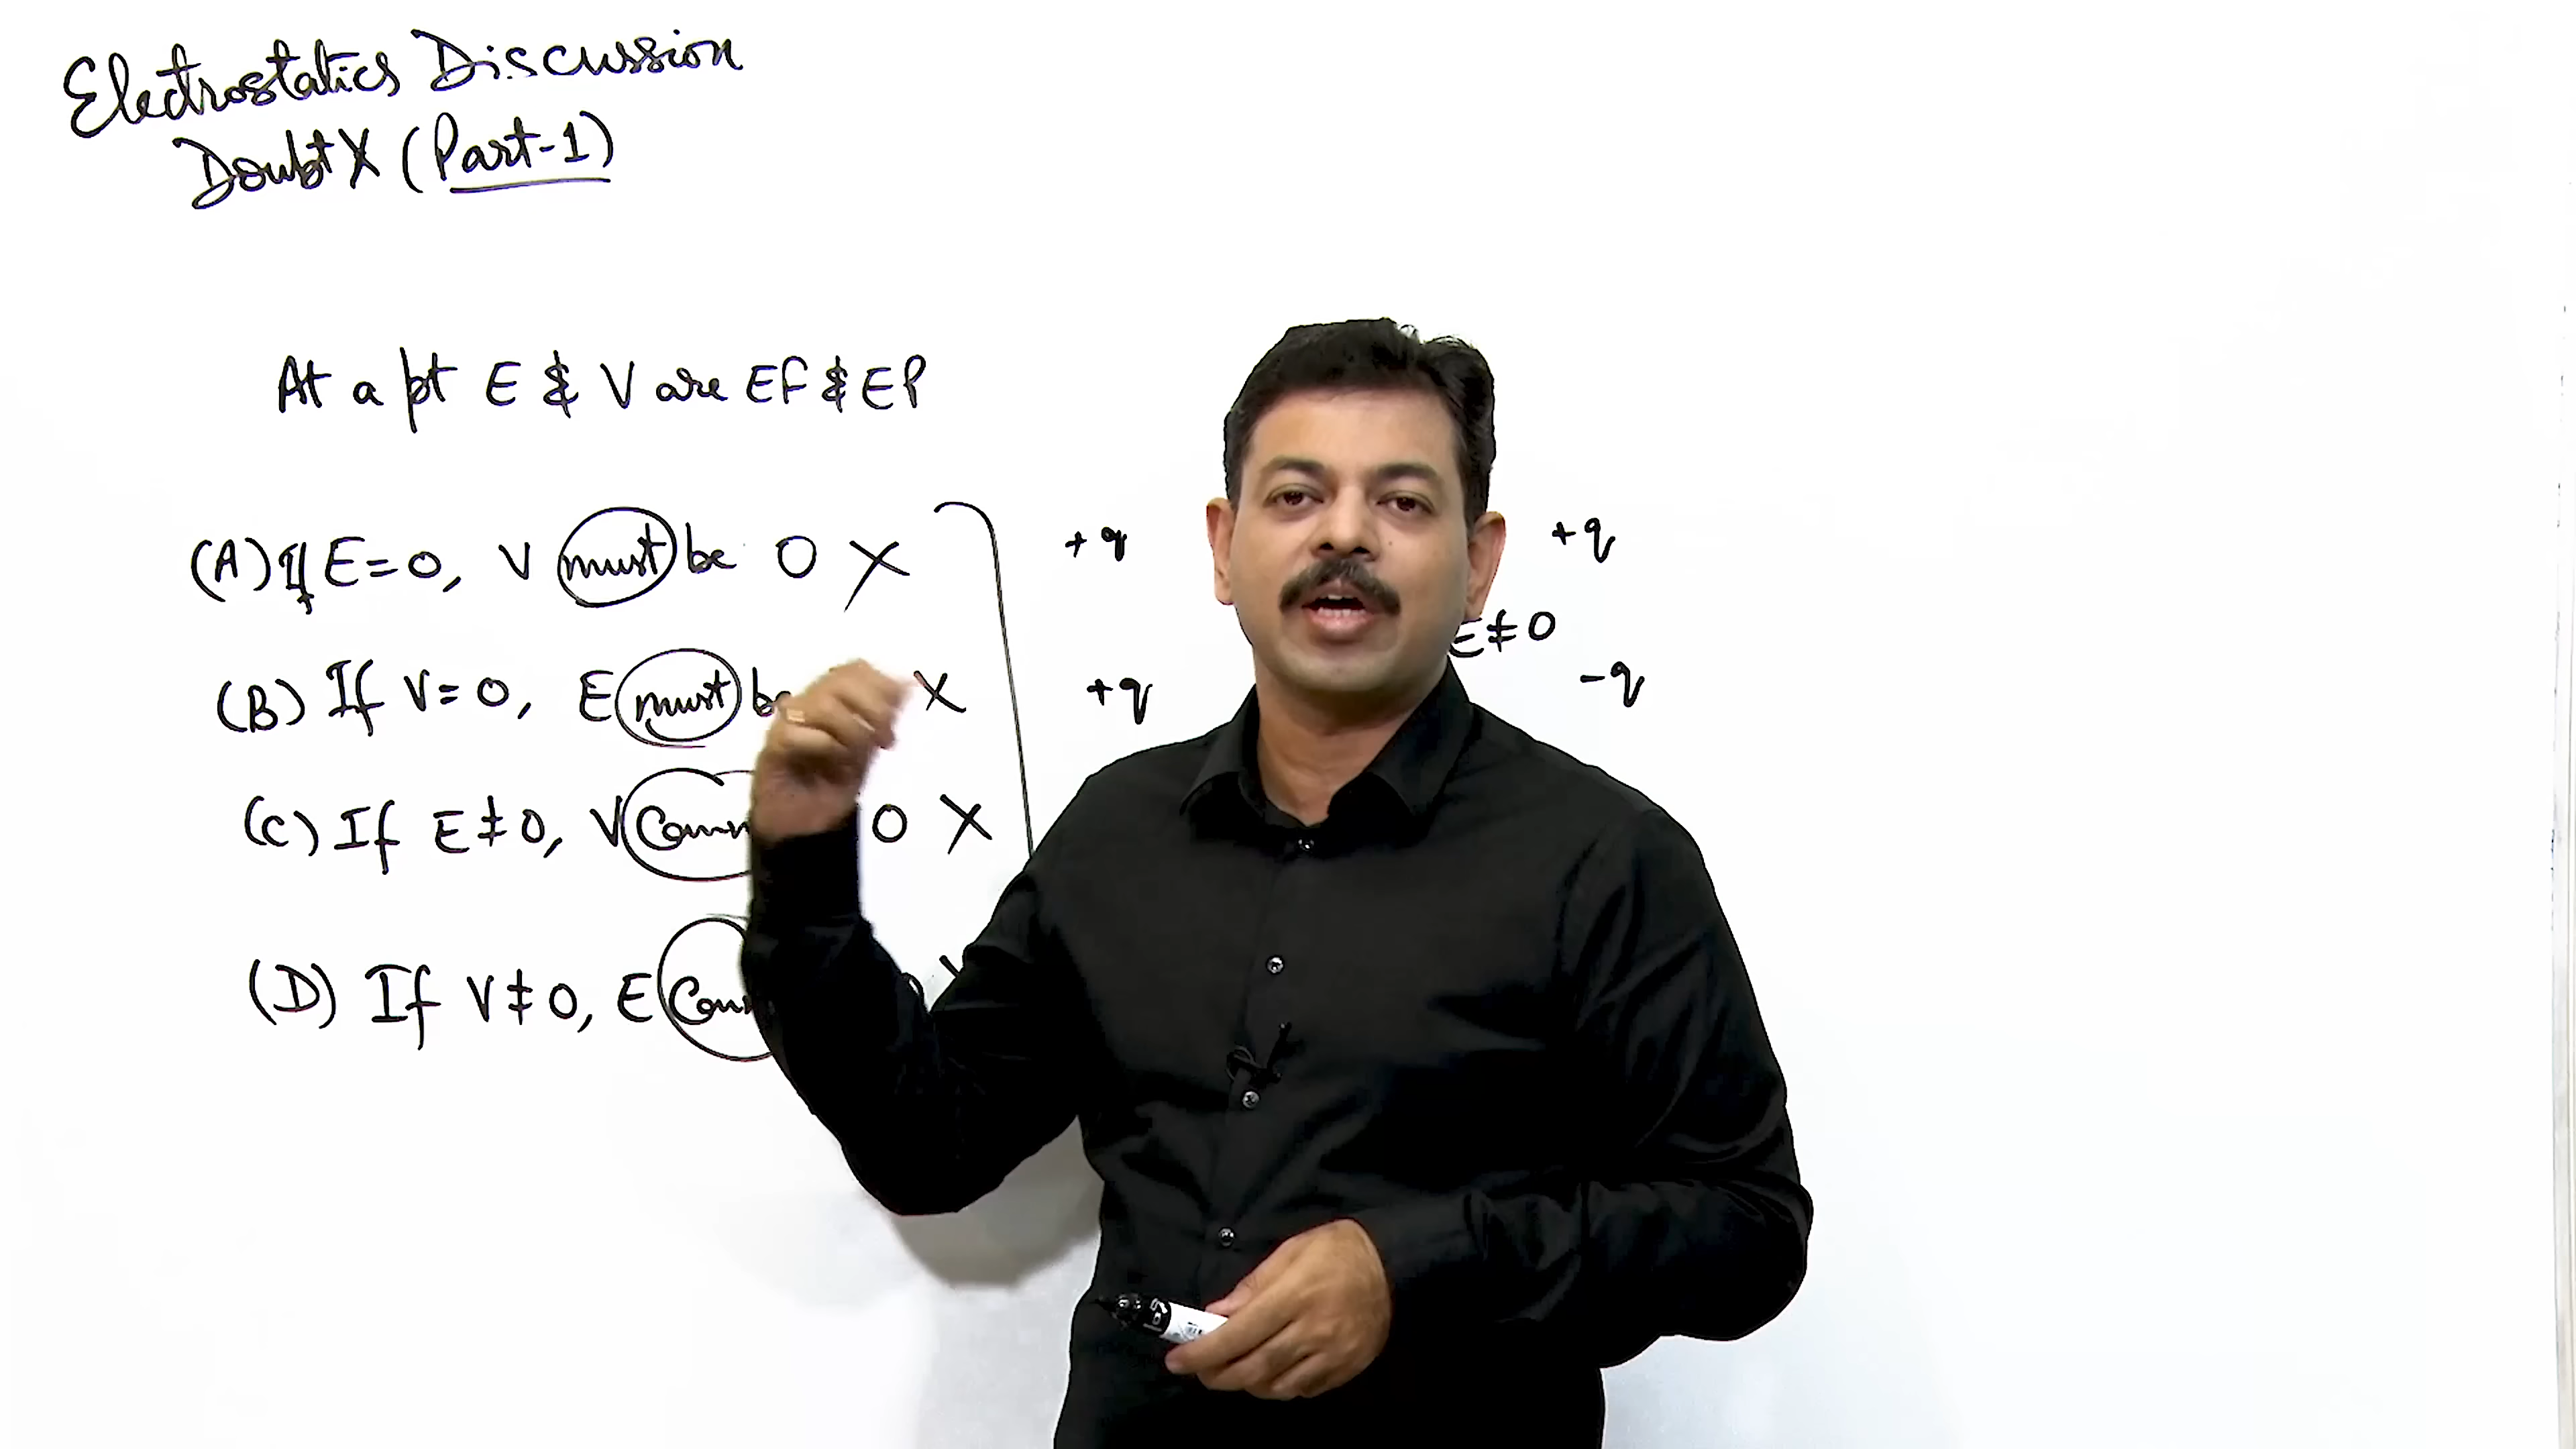 Electrostatics Discussion
DoubtX (Part-1)
At a pt E & V are EF & EP
(A) If E=0, V must be 0 X
(B) If V=0, E must be X
(C) If E≠0, V 0 X
(D) If V≠0, E
+q +q
E≠0
+q -q